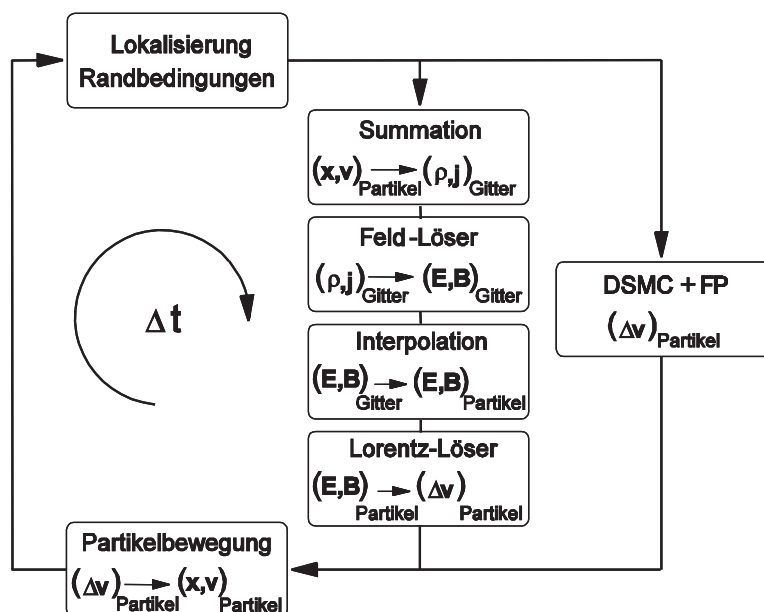 Lokalisierung
Randbedingungen
Summation
(x,v)Partikel → (ρ,j)Gitter
Feld-Löser
(ρ,j)Gitter → (E,B)Gitter
Interpolation
(E,B)Gitter → (E,B)Partikel
Lorentz-Löser
(E,B)Partikel → (Δv)Partikel
DSMC + FP
(Δv)Partikel
Δt
Partikelbewegung
(Δv)Partikel → (x,v)Partikel